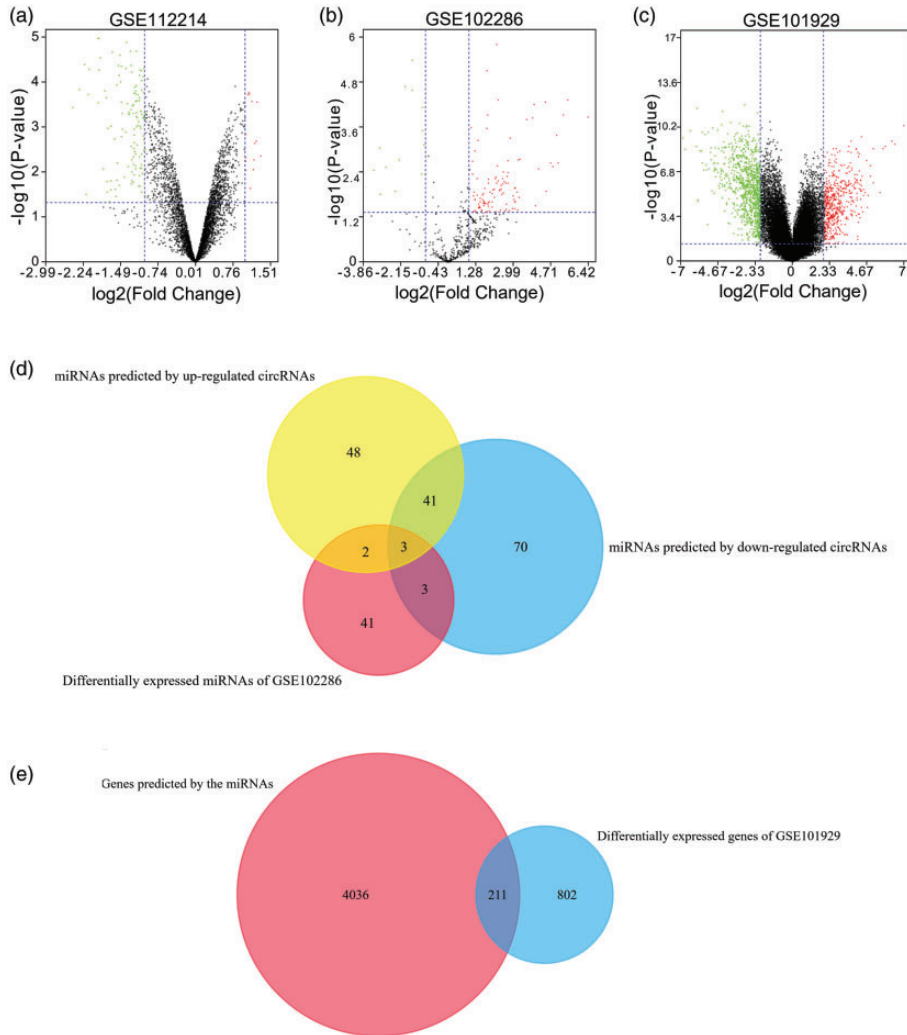 (a)
GSE112214
-log10(P-value)
5
4
3
2
1
0
-2.99 -2.24 -1.49 -0.74 0.01 0.76 1.51
log2(Fold Change)
(b)
GSE102286
-log10(P-value)
6
4.8
3.6
2.4
1.2
0
-3.86 -2.15 -0.43 1.28 2.99 4.71 6.42
log2(Fold Change)
(c)
GSE101929
-log10(P-value)
17
13.6
10.2
6.8
3.4
0
-7 -4.67 -2.33 0 2.33 4.67 7
log2(Fold Change)
(d)
miRNAs predicted by up-regulated circRNAs
48
41
2
3
70
miRNAs predicted by down-regulated circRNAs
3
41
Differentially expressed miRNAs of GSE102286
(e)
Genes predicted by the miRNAs
Differentially expressed genes of GSE101929
4036
211
802